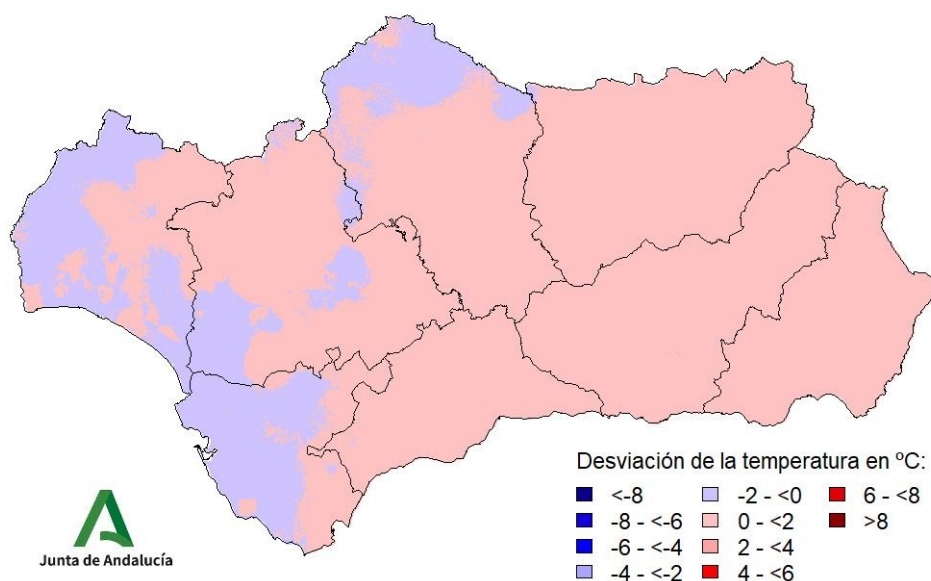 Desviación de la temperatura en ºC:
<-8 -2 - <0 6 - <8
-8 - <-6 0 - <2 >8
-6 - <-4 2 - <4
-4 - <-2 4 - <6
Junta de Andalucía